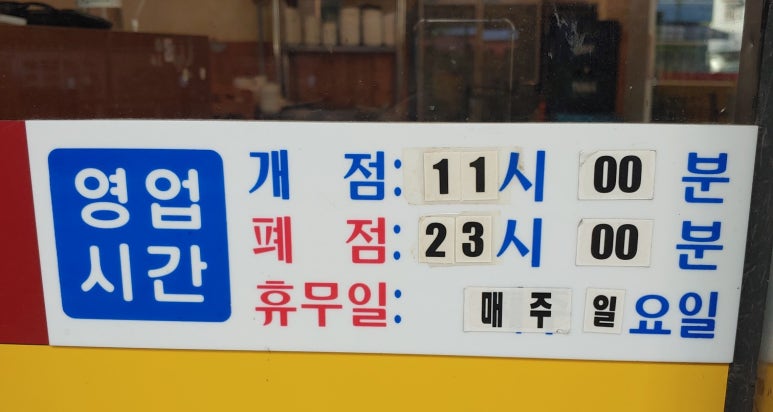 영업
시간
개 점: 11시 00분
폐 점: 23시 00분
휴무일: 매주 일요일